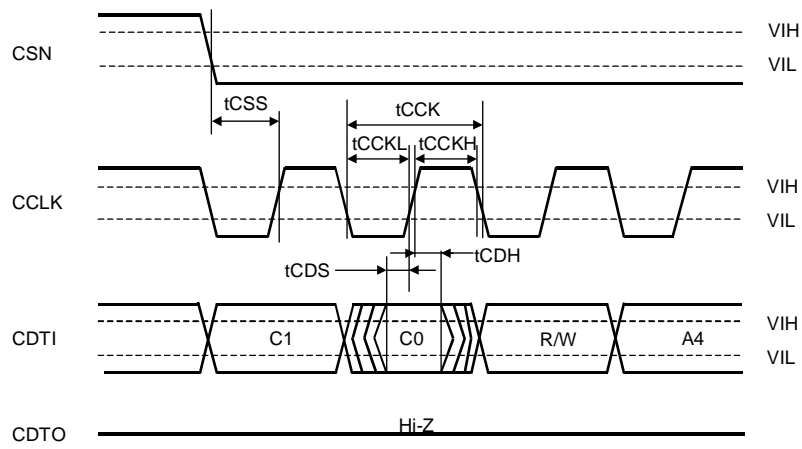 VIH
CSN
VIL
tCSS
tCCK
tCCKL
tCCKH
VIH
CCLK
VIL
tCDH
tCDS
VIH
CDTI
C1
C0
R/W
A4
VIL
Hi-Z
CDTO